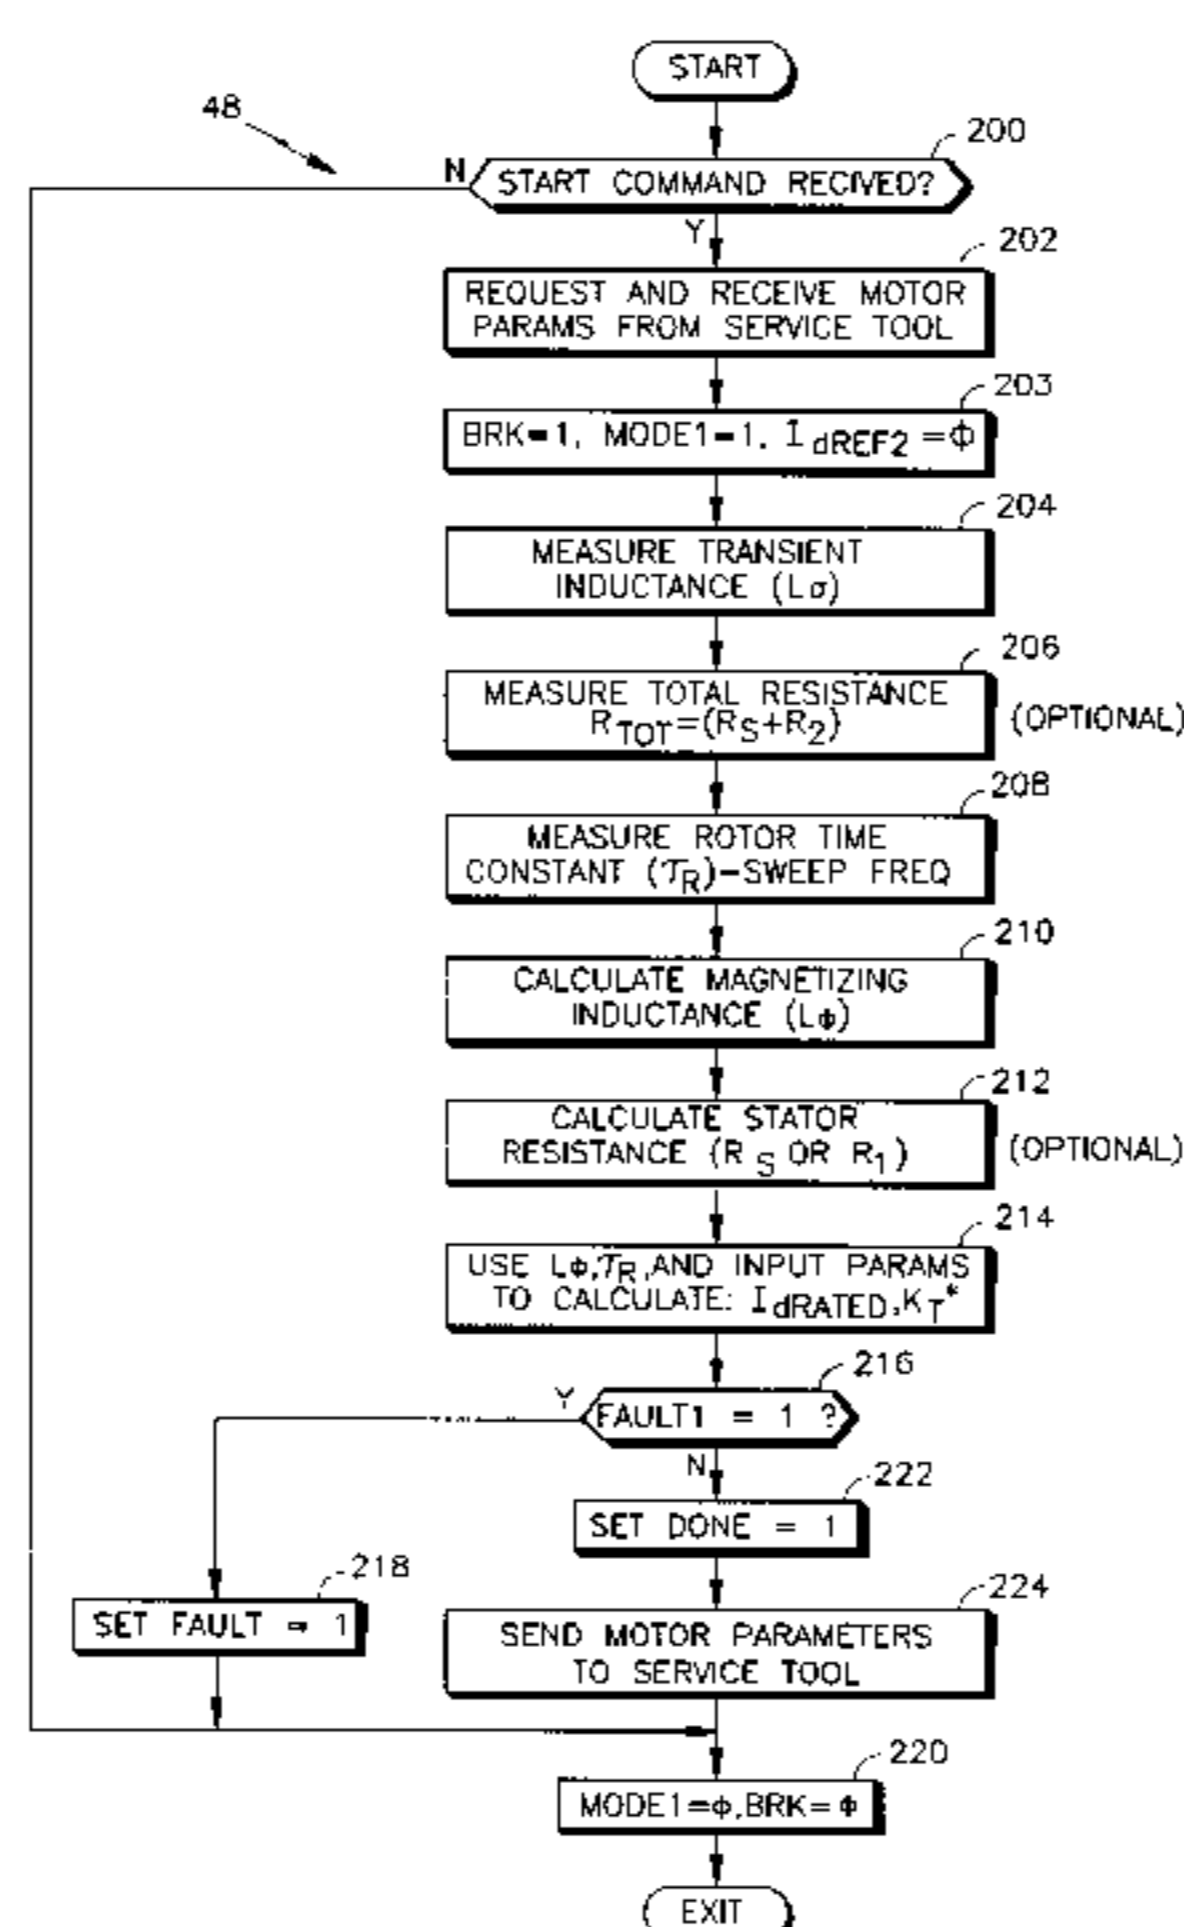 START
48
200
N
START COMMAND RECIVED?
Y
202
REQUEST AND RECEIVE MOTOR
PARAMS FROM SERVICE TOOL
203
BRK=1, MODE1=1, I dREF2 =Φ
204
MEASURE TRANSIENT
INDUCTANCE (Lσ)
206
MEASURE TOTAL RESISTANCE
R TOT=(RS+R2)
(OPTIONAL)
208
MEASURE ROTOR TIME
CONSTANT (τR)-SWEEP FREQ
210
CALCULATE MAGNETIZING
INDUCTANCE (Lφ)
212
CALCULATE STATOR
RESISTANCE (R S OR R1)
(OPTIONAL)
214
USE Lφ,τR,AND INPUT PARAMS
TO CALCULATE: I dRATED,KT*
216
Y
FAULT1 = 1 ?
N
222
SET DONE = 1
218
SET FAULT = 1
224
SEND MOTOR PARAMETERS
TO SERVICE TOOL
220
MODE1=φ,BRK=φ
EXIT